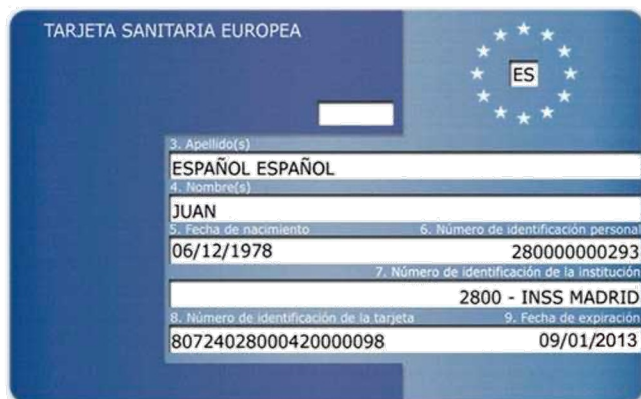 TARJETA SANITARIA EUROPEA
ES
3. Apellido(s)
ESPAÑOL ESPAÑOL
4. Nombre(s)
JUAN
5. Fecha de nacimiento 6. Número de identificación personal
06/12/1978 280000000293
7. Número de identificación de la institución
2800 - INSS MADRID
8. Número de identificación de la tarjeta 9. Fecha de expiración
80724028000420000098 09/01/2013